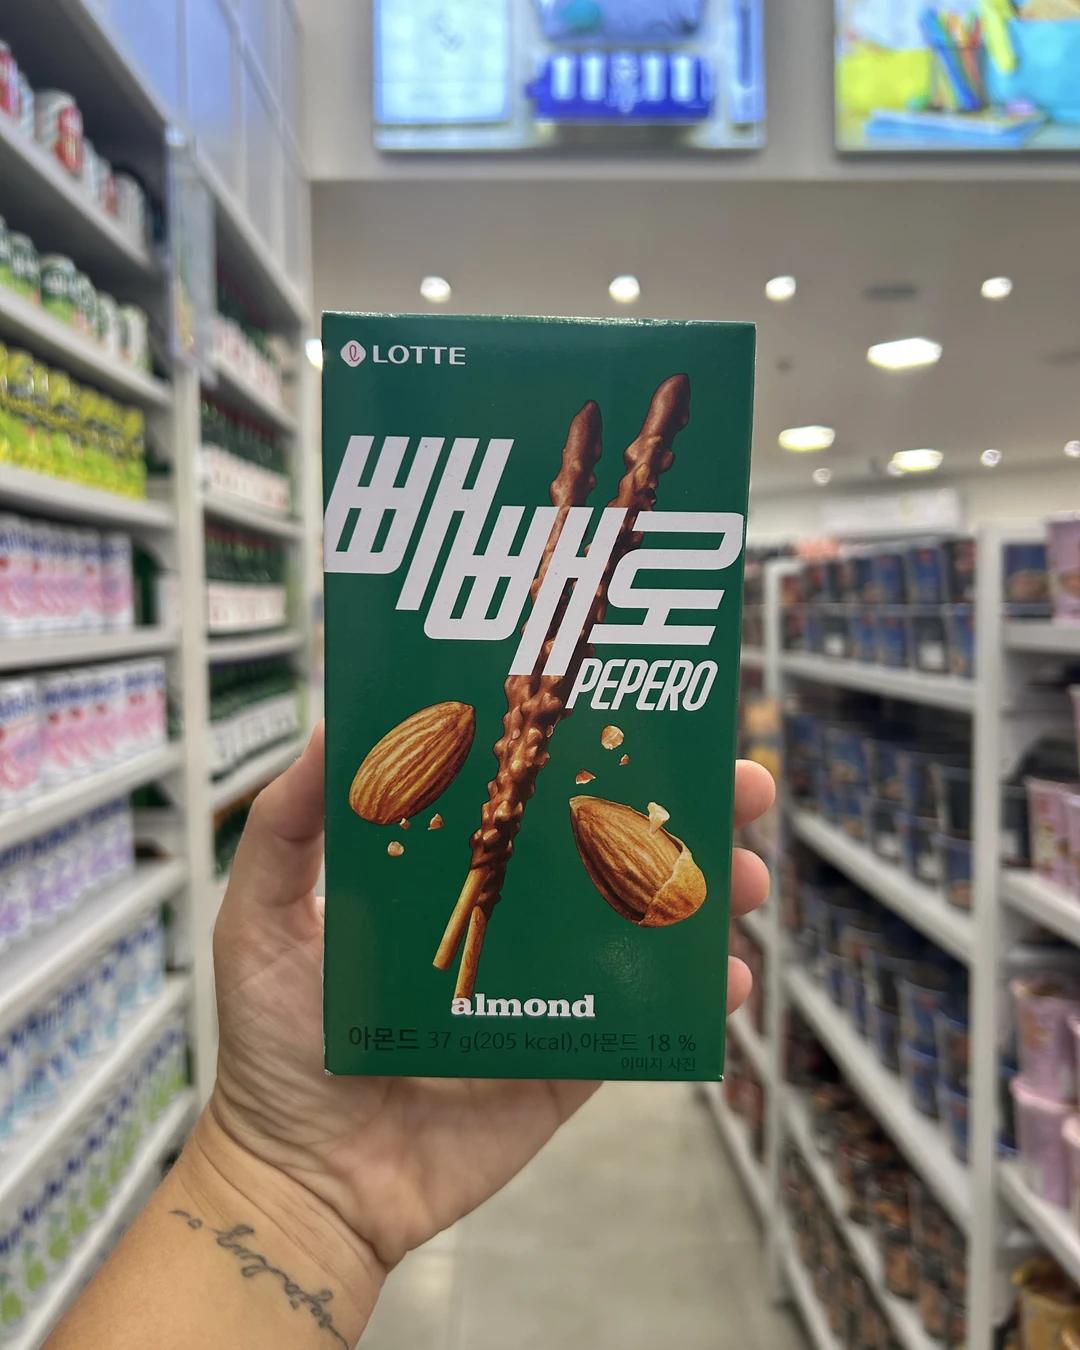 LOTTE
빼빼로
PEPERO
almond
아몬드 37 g(205 kcal),아몬드 18 %
이미지 사진